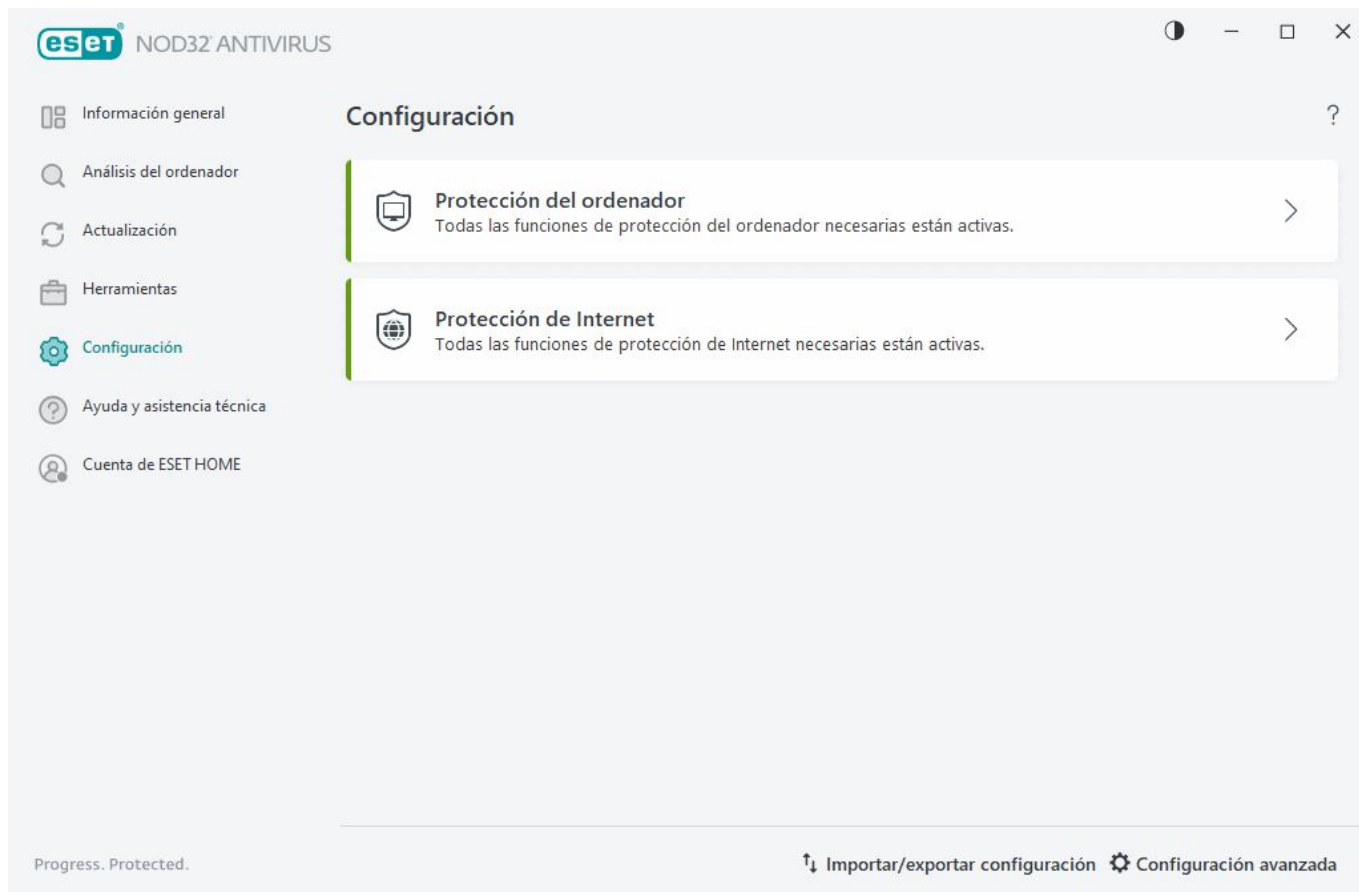 eset® NOD32® ANTIVIRUS
Información general
Análisis del ordenador
Actualización
Herramientas
Configuración
Ayuda y asistencia técnica
Cuenta de ESET HOME
Configuración
?
Protección del ordenador
Todas las funciones de protección del ordenador necesarias están activas.
Protección de Internet
Todas las funciones de protección de Internet necesarias están activas.
Progress. Protected.
Importar/exportar configuración
Configuración avanzada